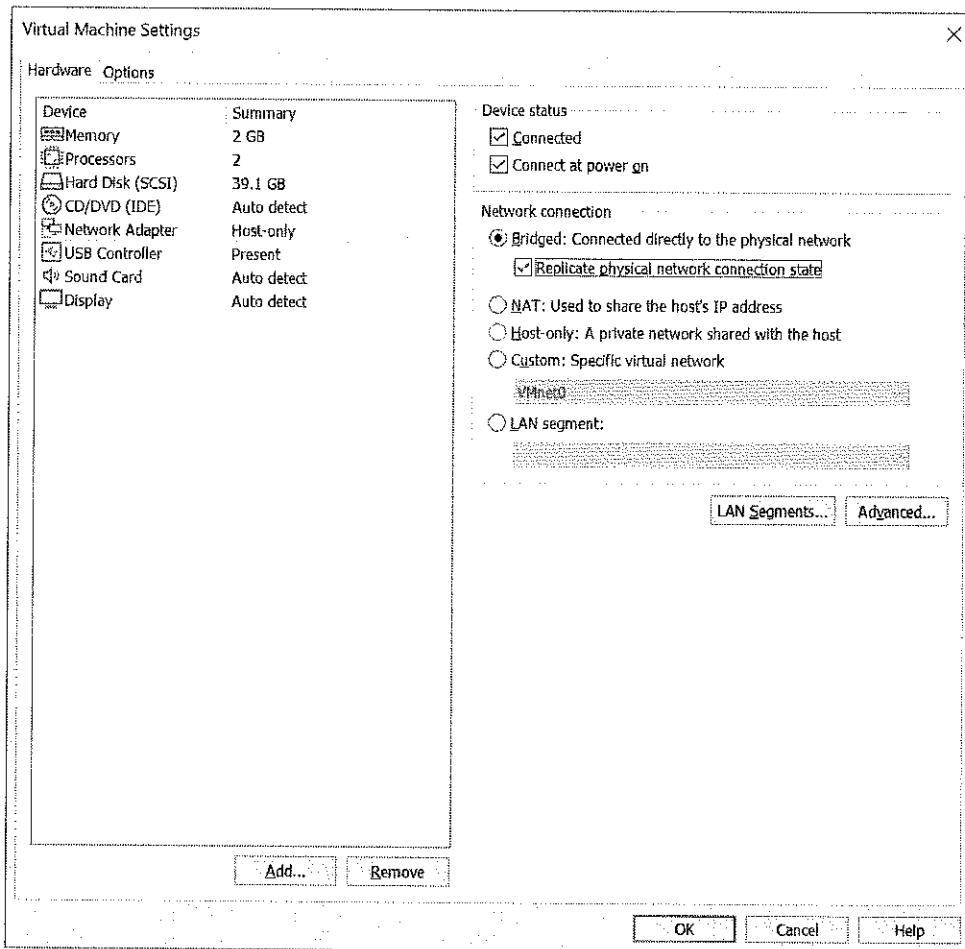 Virtual Machine Settings
Hardware Options
Device Summary
Memory 2 GB
Processors 2
Hard Disk (SCSI) 39.1 GB
CD/DVD (IDE) Auto detect
Network Adapter Host-only
USB Controller Present
Sound Card Auto detect
Display Auto detect
Add... Remove
Device status
Connected
Connect at power on
Network connection
Bridged: Connected directly to the physical network
Replicate physical network connection state
NAT: Used to share the host's IP address
Host-only: A private network shared with the host
Custom: Specific virtual network
VMnet0
LAN segment:
LAN Segments... Advanced...
OK Cancel Help